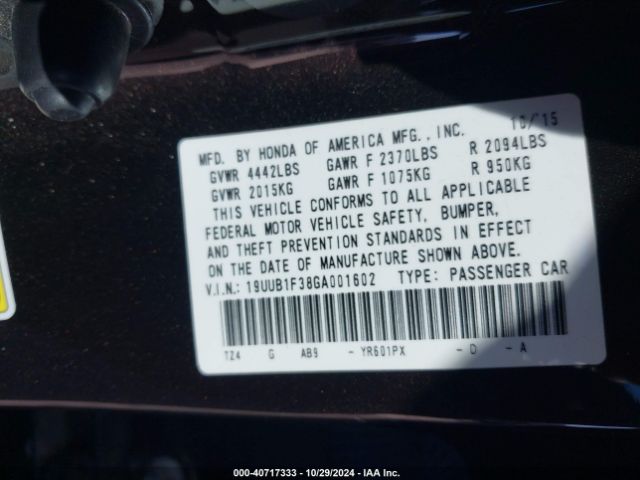 MFD. BY HONDA OF AMERICA MFG., INC. 10/15
GVWR 4442LBS GAWR F 2370LBS R 2094LBS
GVWR 2015KG GAWR F 1075KG R 950KG
THIS VEHICLE CONFORMS TO ALL APPLICABLE
FEDERAL MOTOR VEHICLE SAFETY, BUMPER,
AND THEFT PREVENTION STANDARDS IN EFFECT
ON THE DATE OF MANUFACTURE SHOWN ABOVE.
V.I.N.: 19UUB1F38GA001602 TYPE: PASSENGER CAR
TZ4 G AB9 - YR601PX - D - A
00-40717333 - 10/29/2024 - IAA Inc.